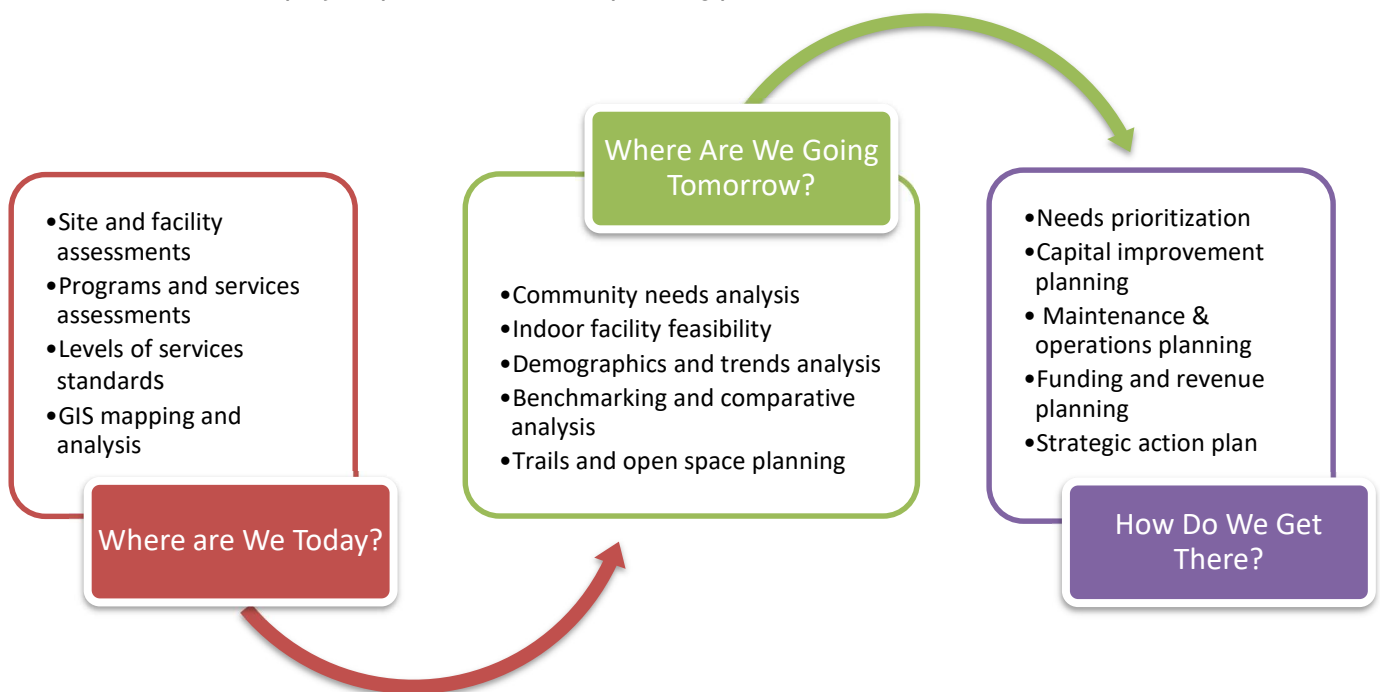 •Site and facility
assessments
•Programs and services
assessments
•Levels of services
standards
•GIS mapping and
analysis
Where are We Today?
Where Are We Going
Tomorrow?
•Community needs analysis
•Indoor facility feasibility
•Demographics and trends analysis
•Benchmarking and comparative
analysis
•Trails and open space planning
•Needs prioritization
•Capital improvement
planning
• Maintenance &
operations planning
•Funding and revenue
planning
•Strategic action plan
How Do We Get
There?